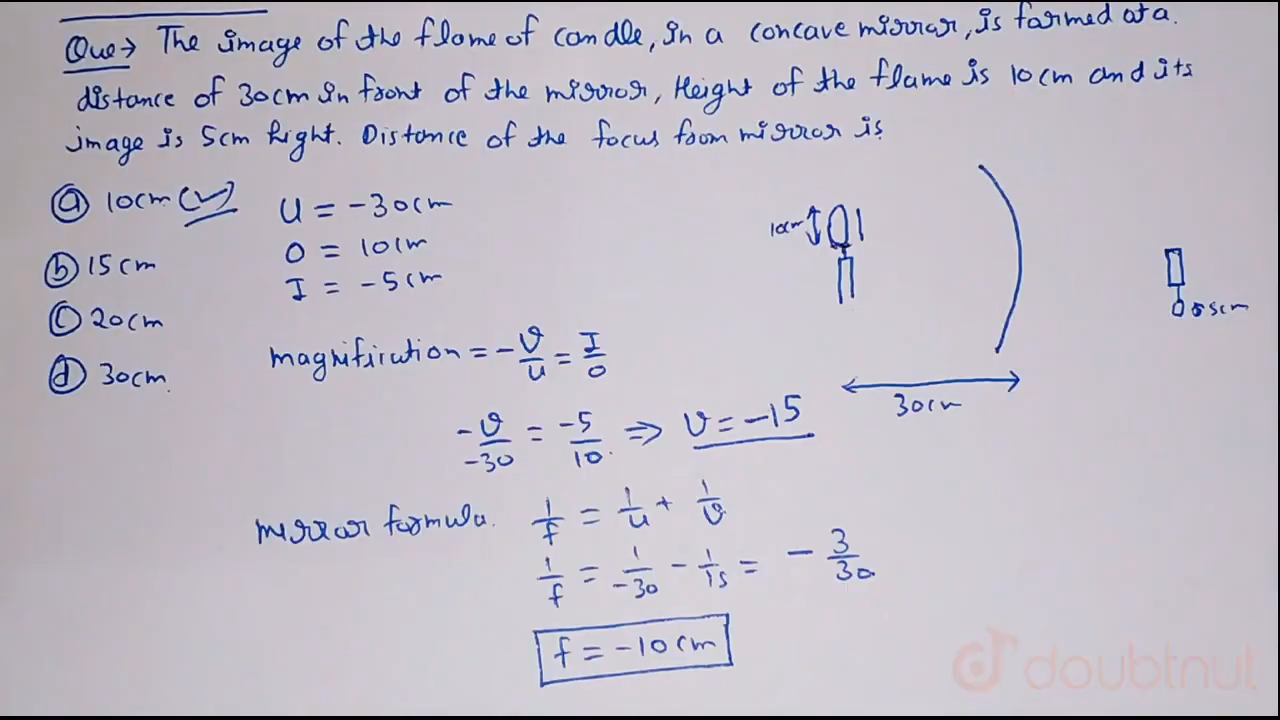 Que→ The image of the flame of candle, in a concave mirror, is formed at a
distance of 30cm in front of the mirror, Height of the flame is 10cm and its
image is 5cm hight. Distance of the focus from mirror is
(a) 10cm (✓)
(b) 15cm
(c) 20cm
(d) 30cm.
u = -30cm
O = 10cm
I = -5cm
magnification = -v/u = I/O
-v/-30 = -5/10 ⇒ v = -15
mirror formula. 1/f = 1/u + 1/v
1/f = 1/-30 - 1/15 = -3/30
f = -10cm
10cm
5cm
30cm
doubtnut